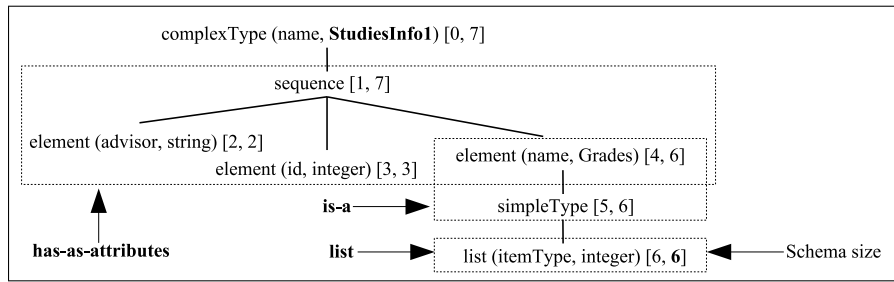 complexType (name, StudiesInfo1) [0, 7]
sequence [1, 7]
element (advisor, string) [2, 2]
element (id, integer) [3, 3]
element (name, Grades) [4, 6]
is-a
simpleType [5, 6]
has-as-attributes
list
list (itemType, integer) [6, 6]
Schema size